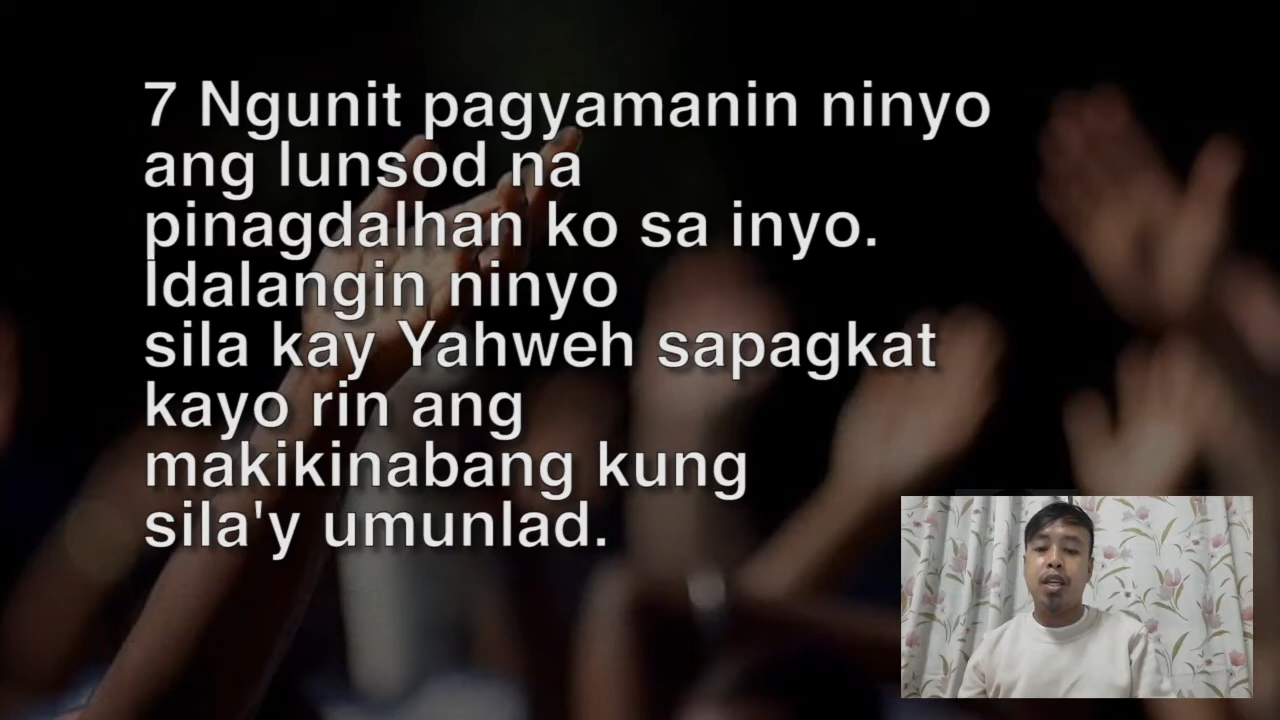 7 Ngunit pagyamanin ninyo
ang lunsod na
pinagdalhan ko sa inyo.
Idalangin ninyo
sila kay Yahweh sapagkat
kayo rin ang
makikinabang kung
sila'y umunlad.